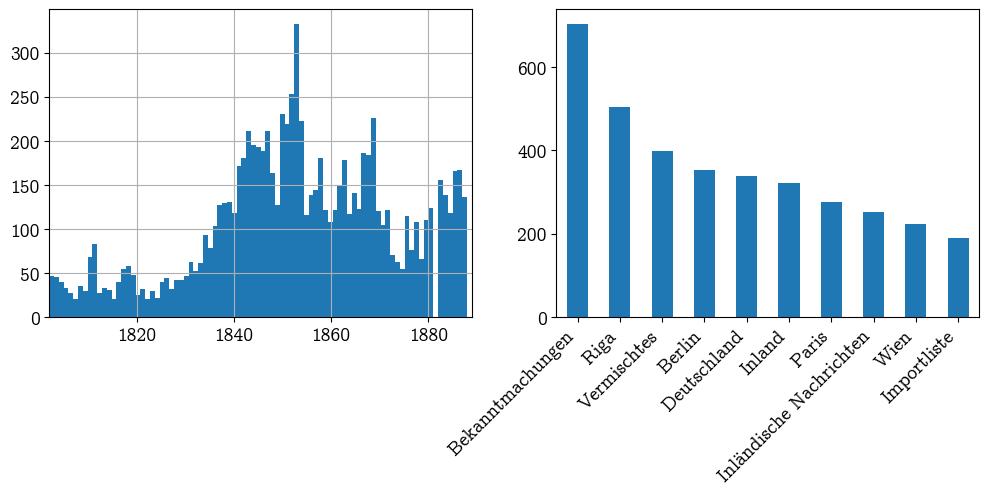 350
300
250
200
150
100
50
0
1820
1840
1860
1880
600
400
200
0
Bekanntmachungen
Riga
Vermischtes
Berlin
Deutschland
Inland
Paris
Inländische Nachrichten
Wien
Importliste